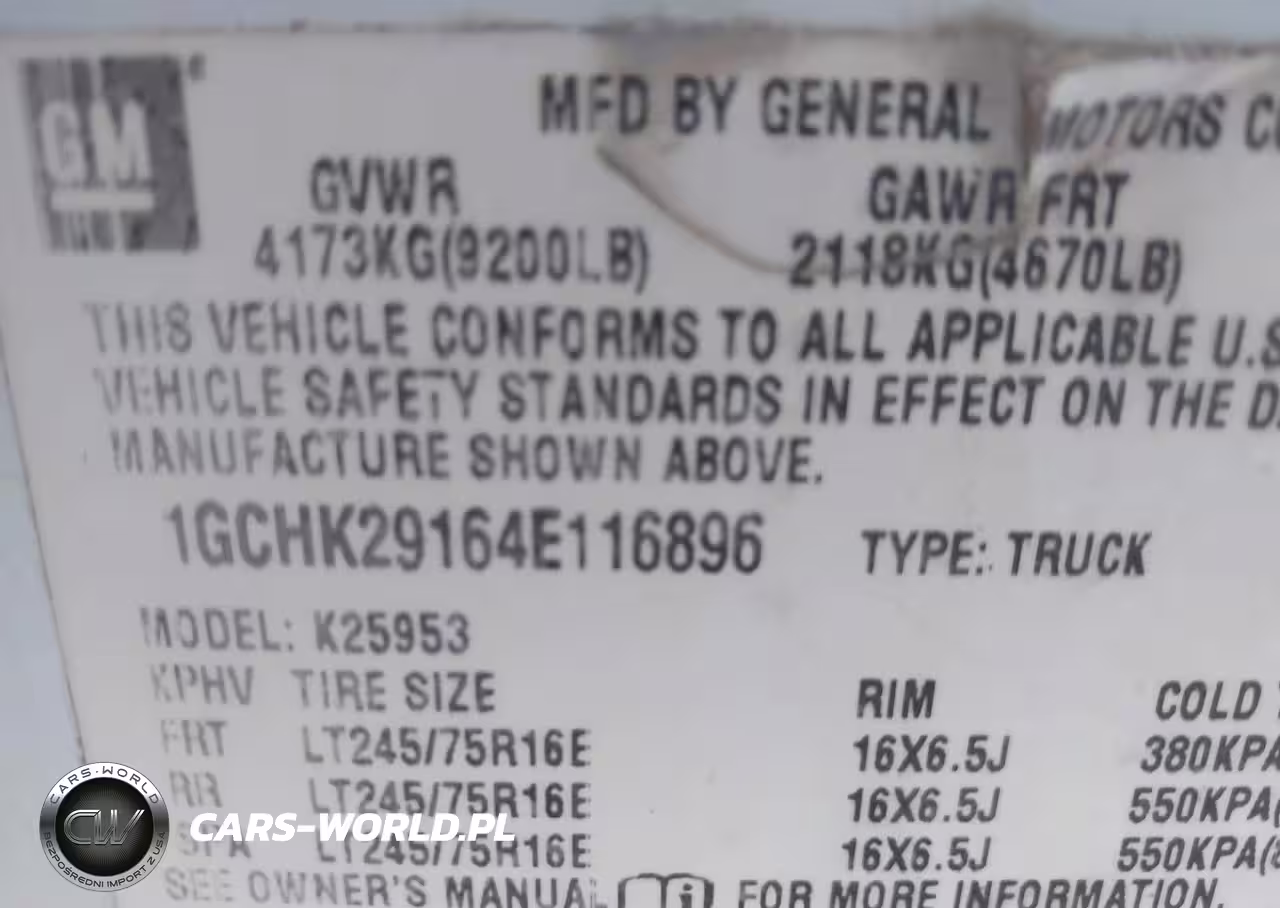 GM
MFD BY GENERAL MOTORS
GVWR GAWR FRT
4173KG(9200LB) 2118KG(4670LB)
THIS VEHICLE CONFORMS TO ALL APPLICABLE U.S
VEHICLE SAFETY STANDARDS IN EFFECT ON THE
MANUFACTURE SHOWN ABOVE.
1GCHK29164E116896 TYPE: TRUCK
MODEL: K25953
KPHV TIRE SIZE RIM COLD
FRT LT245/75R16E 16X6.5J 380KPA
RR LT245/75R16E 16X6.5J 550KPA(
SPA LT245/75R16E 16X6.5J 550KPA(
SEE OWNER'S MANUAL i FOR MORE INFORMATION.
CARS-WORLD
CW
BEZPOŚREDNI IMPORT Z USA
CARS-WORLD.PL